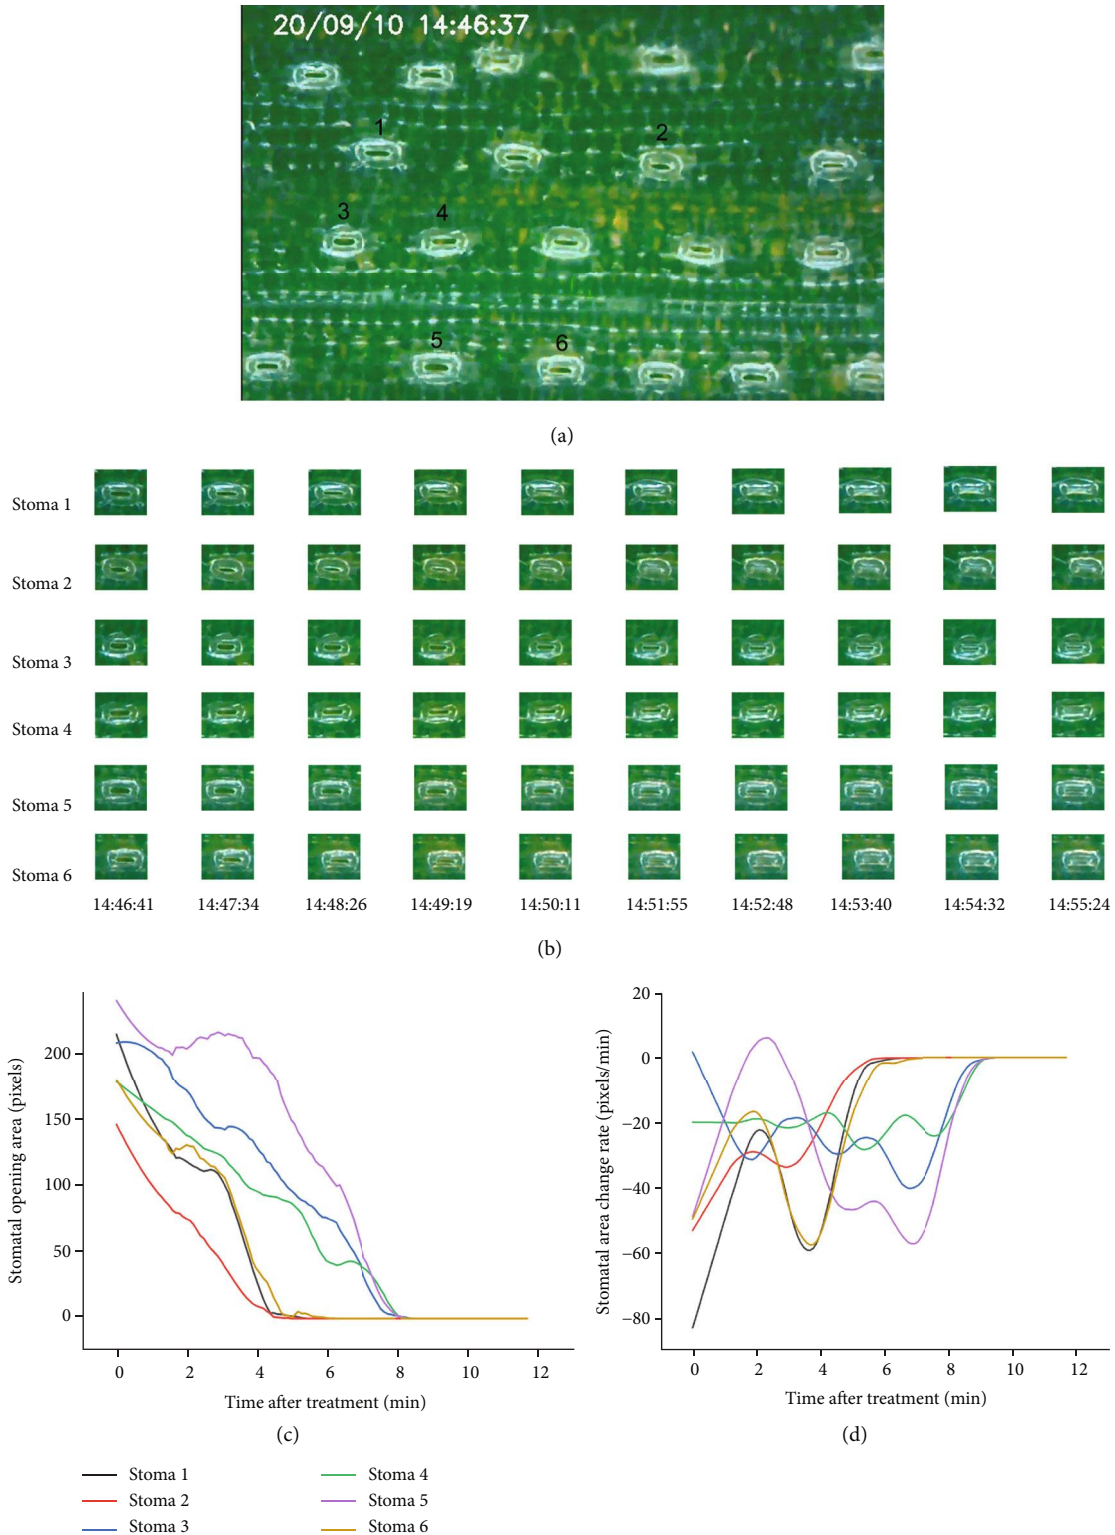 20/09/10 14:46:37
1
2
3
4
5
6
(a)
Stoma 1
Stoma 2
Stoma 3
Stoma 4
Stoma 5
Stoma 6
14:46:41 14:47:34 14:48:26 14:49:19 14:50:11 14:51:55 14:52:48 14:53:40 14:54:32 14:55:24
(b)
Stomatal opening area (pixels)
200
150
100
50
0
0 2 4 6 8 10 12
Time after treatment (min)
(c)
Stomatal area change rate (pixels/min)
20
0
−20
−40
−60
−80
0 2 4 6 8 10 12
Time after treatment (min)
(d)
Stoma 1
Stoma 2
Stoma 3
Stoma 4
Stoma 5
Stoma 6